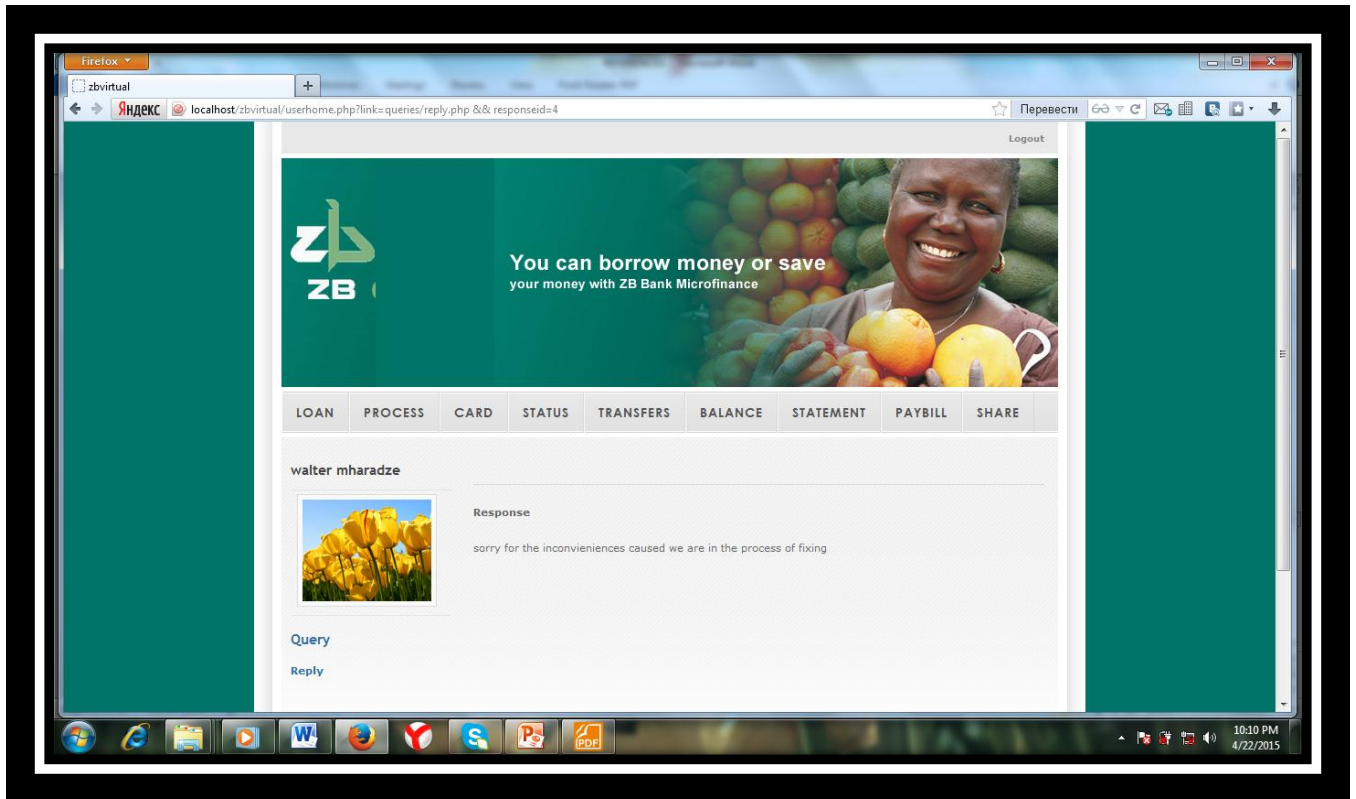 Firefox
zbvirtual
Яндекс localhost/zbvirtual/userhome.php?link=queries/reply.php && responseid=4 Перевести
Logout
zb
ZB
You can borrow money or save
your money with ZB Bank Microfinance
LOAN PROCESS CARD STATUS TRANSFERS BALANCE STATEMENT PAYBILL SHARE
walter mharadze
Response
sorry for the inconvieniences caused we are in the process of fixing
Query
Reply
PDF
10:10 PM
4/22/2015